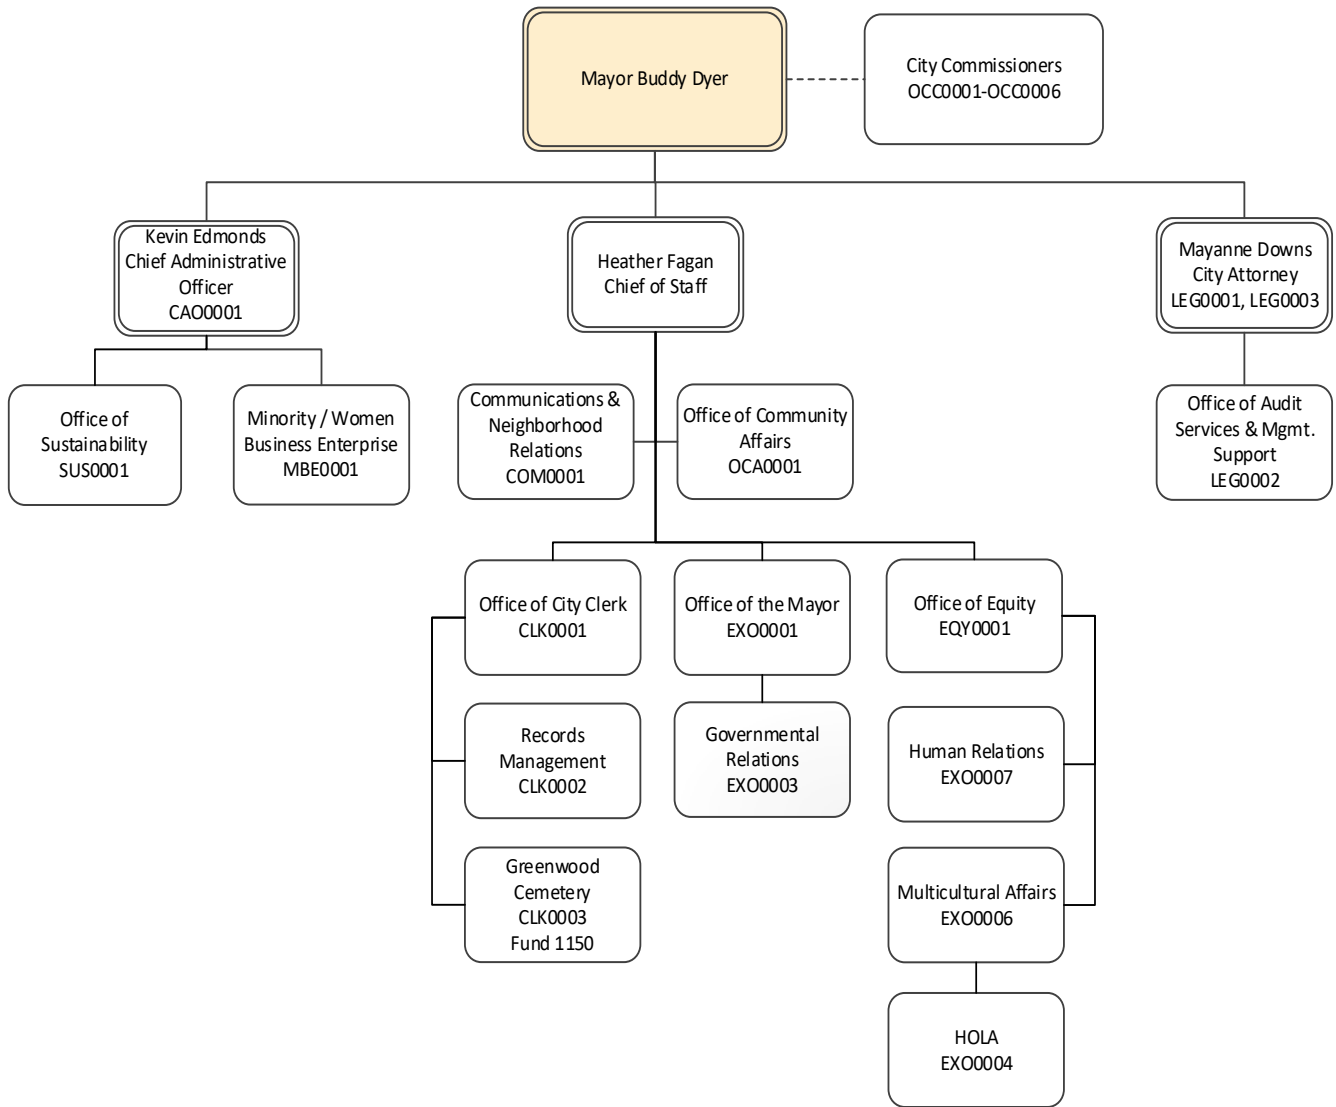 Mayor Buddy Dyer
City Commissioners
OCC0001-OCC0006
Kevin Edmonds
Chief Administrative
Officer
CAO0001
Heather Fagan
Chief of Staff
Mayanne Downs
City Attorney
LEG0001, LEG0003
Office of
Sustainability
SUS0001
Minority / Women
Business Enterprise
MBE0001
Communications &
Neighborhood
Relations
COM0001
Office of Community
Affairs
OCA0001
Office of Audit
Services & Mgmt.
Support
LEG0002
Office of City Clerk
CLK0001
Office of the Mayor
EXO0001
Office of Equity
EQY0001
Records
Management
CLK0002
Governmental
Relations
EXO0003
Human Relations
EXO0007
Greenwood
Cemetery
CLK0003
Fund 1150
Multicultural Affairs
EXO0006
HOLA
EXO0004